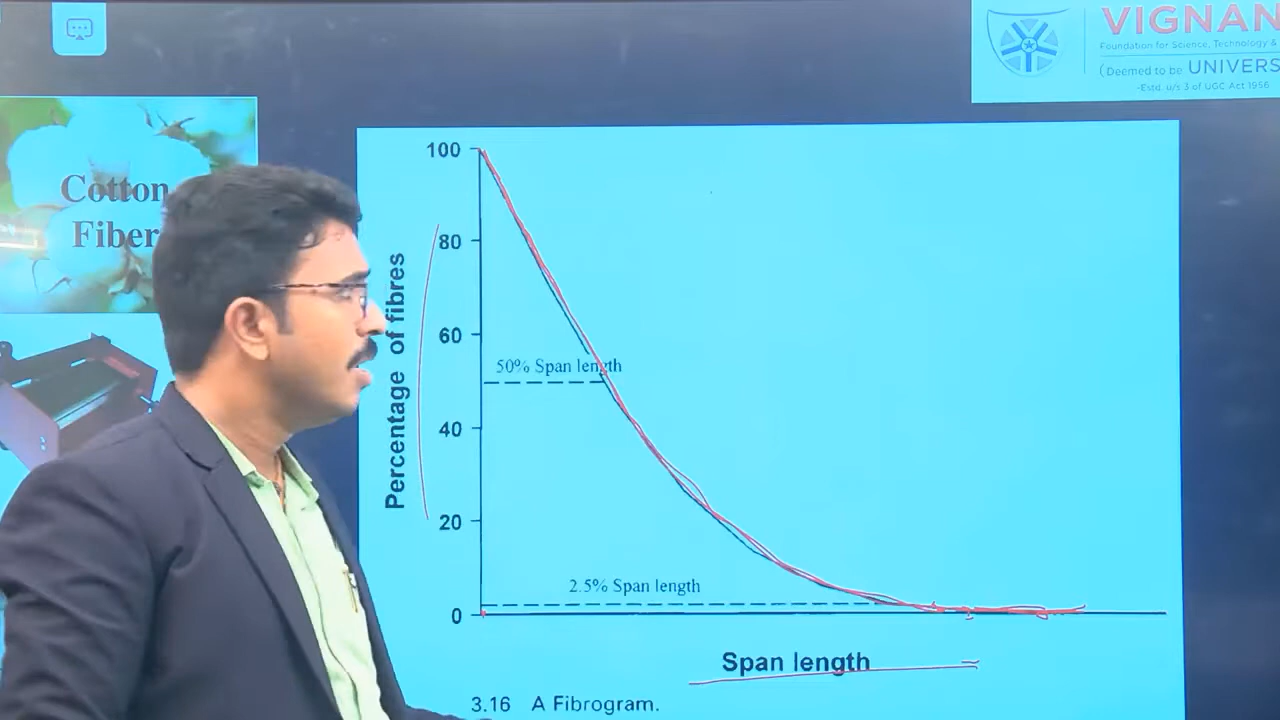 VIGNAN
Foundation for Science, Technology &
(Deemed to be UNIVERS
-Estd. u/s 3 of UGC Act 1956
Cotton
Fiber
100
80
60
40
20
0
Percentage of fibres
50% Span length
2.5% Span length
Span length
3.16 A Fibrogram.